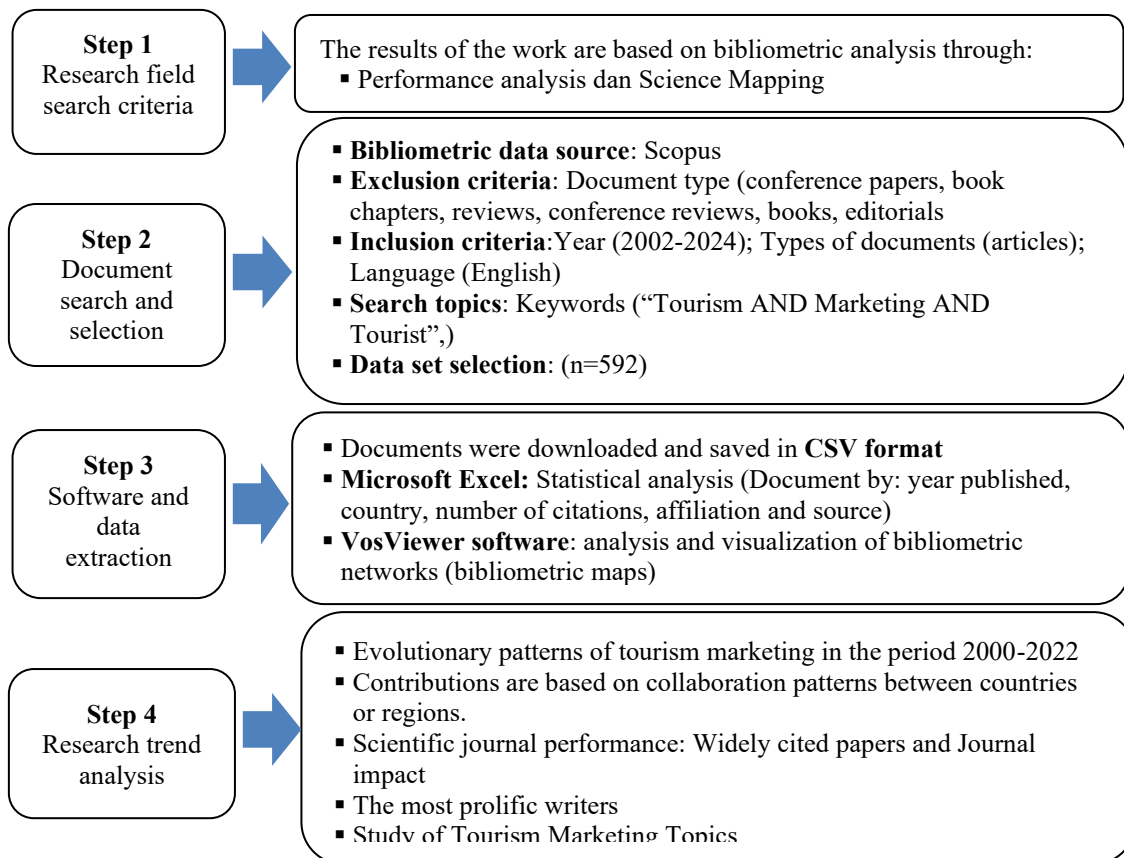 Step 1
Research field
search criteria
The results of the work are based on bibliometric analysis through:
▪ Performance analysis dan Science Mapping
Step 2
Document
search and
selection
▪ Bibliometric data source: Scopus
▪ Exclusion criteria: Document type (conference papers, book
chapters, reviews, conference reviews, books, editorials
▪ Inclusion criteria:Year (2002-2024); Types of documents (articles);
Language (English)
▪ Search topics: Keywords (“Tourism AND Marketing AND
Tourist”,)
▪ Data set selection: (n=592)
Step 3
Software and
data
extraction
▪ Documents were downloaded and saved in CSV format
▪ Microsoft Excel: Statistical analysis (Document by: year published,
country, number of citations, affiliation and source)
▪ VosViewer software: analysis and visualization of bibliometric
networks (bibliometric maps)
Step 4
Research trend
analysis
▪ Evolutionary patterns of tourism marketing in the period 2000-2022
▪ Contributions are based on collaboration patterns between countries
or regions.
▪ Scientific journal performance: Widely cited papers and Journal
impact
▪ The most prolific writers
▪ Study of Tourism Marketing Topics